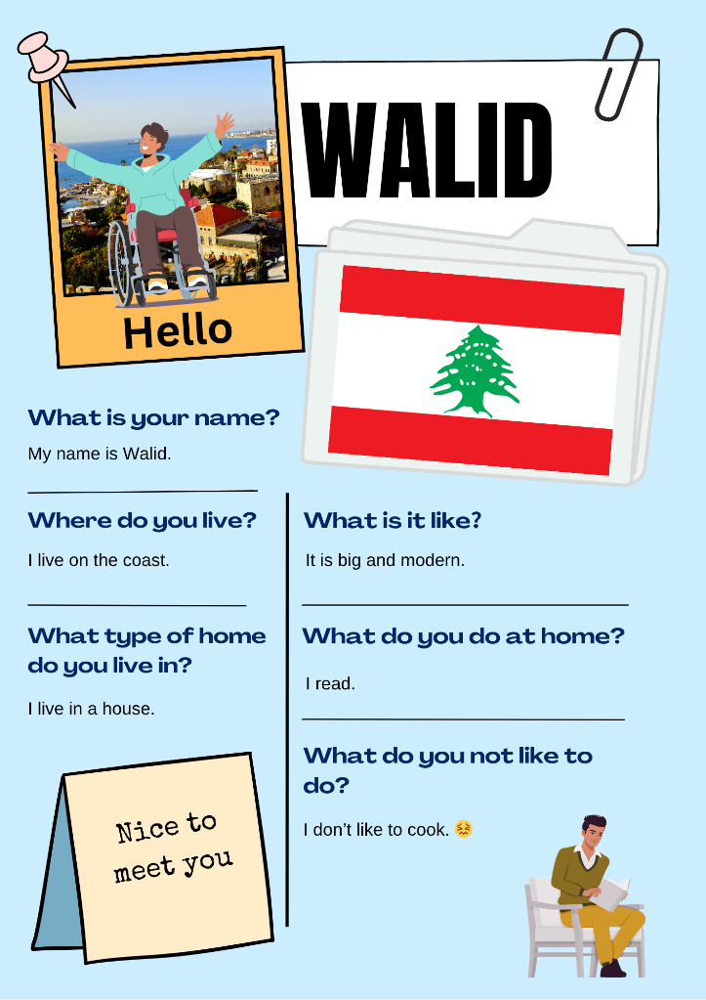 WALID
Hello
What is your name?
My name is Walid.
Where do you live?
I live on the coast.
What is it like?
It is big and modern.
What type of home
do you live in?
I live in a house.
What do you do at home?
I read.
What do you not like to
do?
I don’t like to cook. 😖
Nice to
meet you